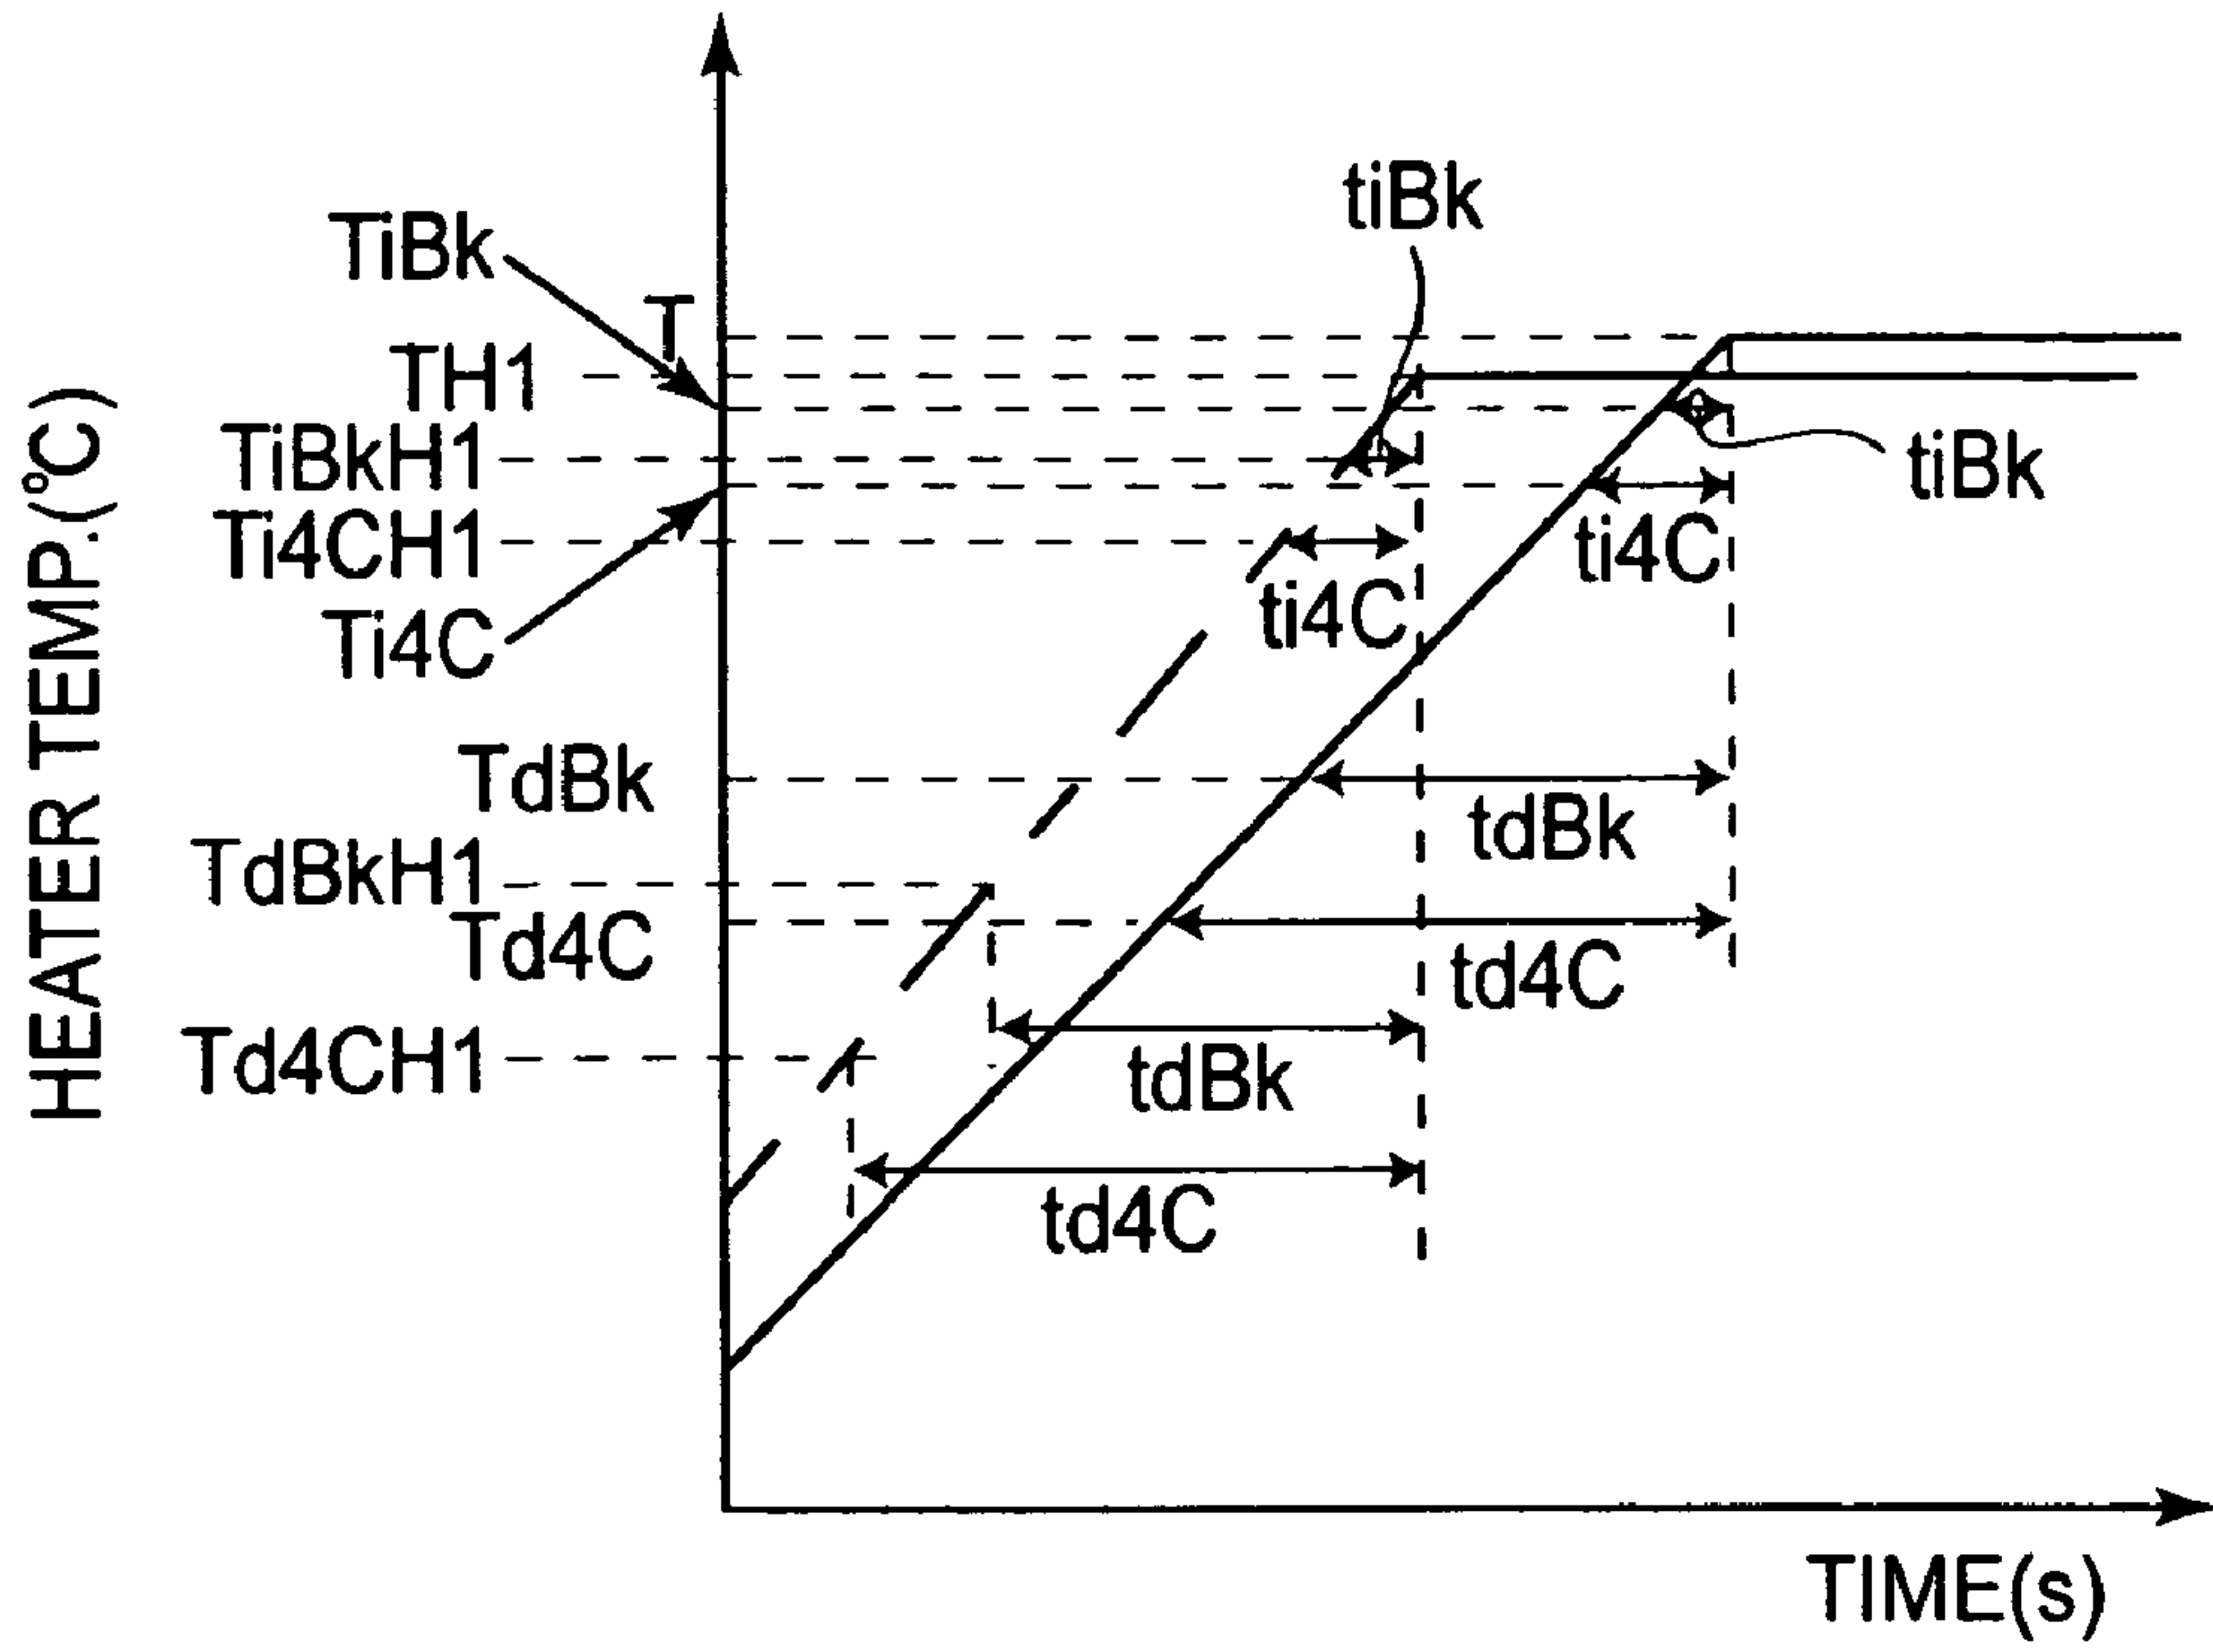 tiBk
TiBk
T
TH1
TiBkH1
tiBk
Ti4CH1
ti4C
ti4C
Ti4C
HEATER TEMP.(°C)
TdBk
tdBk
TdBkH1
Td4C
td4C
Td4CH1
tdBk
td4C
TIME(s)